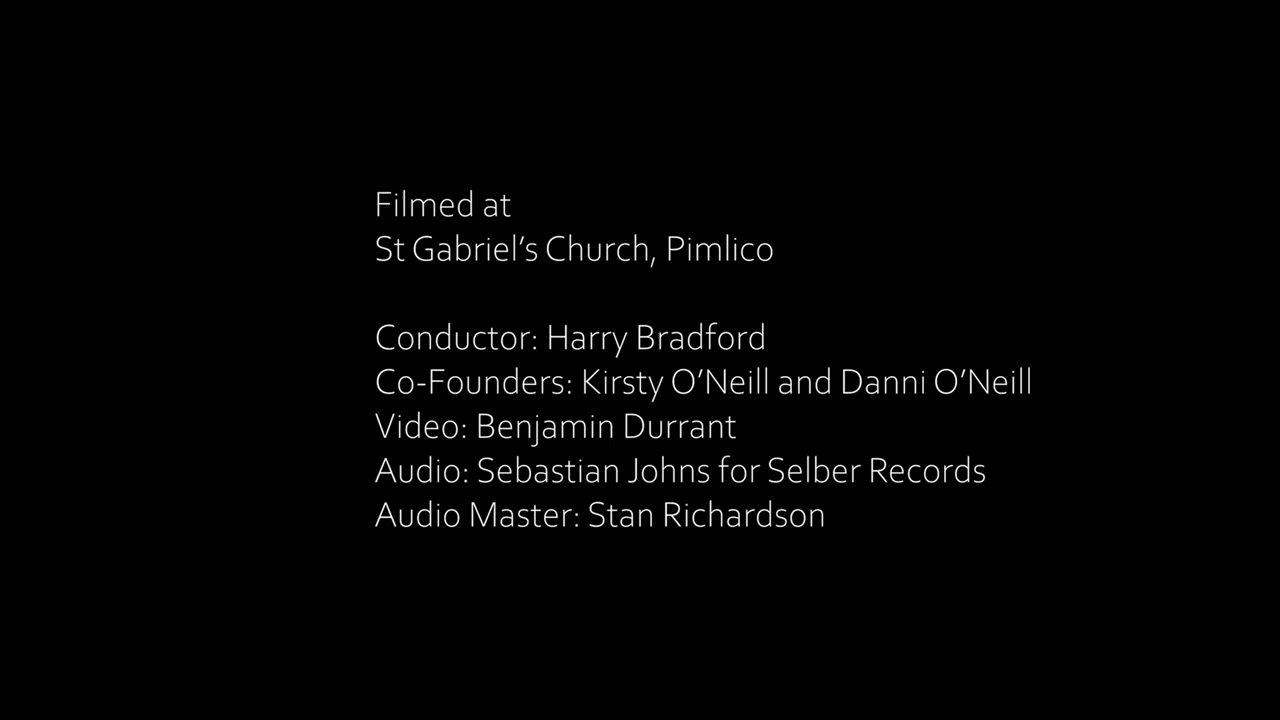 Filmed at
St Gabriel’s Church, Pimlico
Conductor: Harry Bradford
Co-Founders: Kirsty O’Neill and Danni O’Neill
Video: Benjamin Durrant
Audio: Sebastian Johns for Selber Records
Audio Master: Stan Richardson